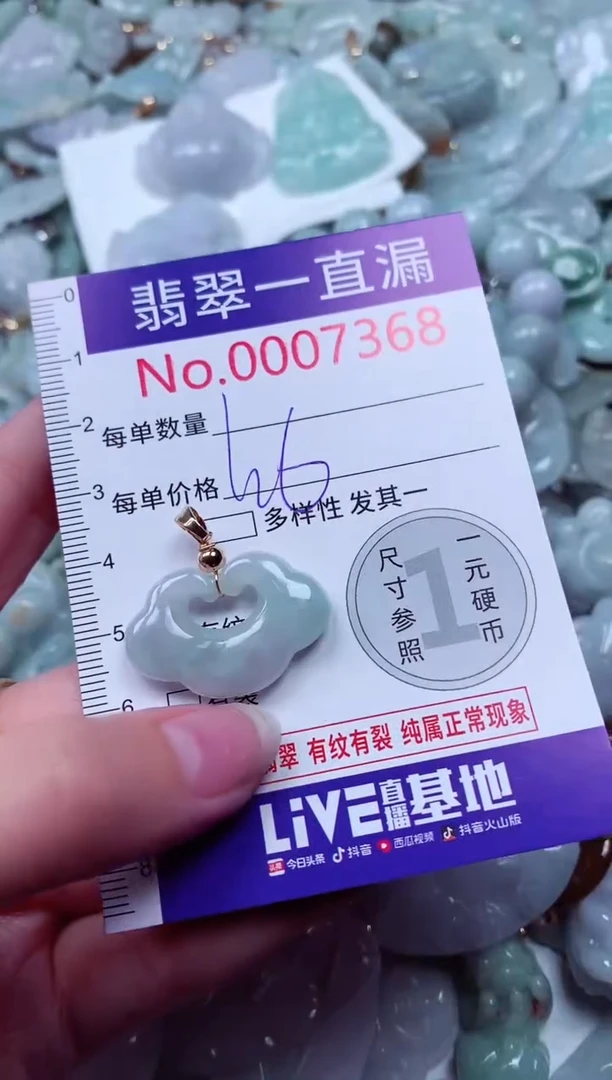 翡翠一直漏
No.0007368
0
1
2
3
4
5
6
8
每单数量
每单价格
多样性 发其一
尺寸参照
1
一元硬币
翠 有纹有裂 纯属正常现象
LiVE直播基地
头条 今日头条 抖音 西瓜视频 抖音火山版